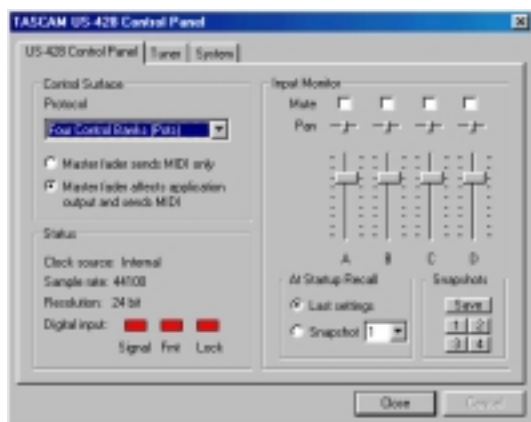 TASCAM US-428 Control Panel
US-428 Control Panel Tuner System
Control Surface
Protocol
Four Control Banks (Pots)
Master fader sends MIDI only
Master fader affects application
output and sends MIDI
Status
Clock source: Internal
Sample rate: 44100
Resolution: 24 bit
Digital input:
Signal Fmt Lock
Input Monitor
Mute
Pan
A B C D
At Startup Recall
Last settings
Snapshot 1
Snapshots
Save
1 2
3 4
Close Cancel